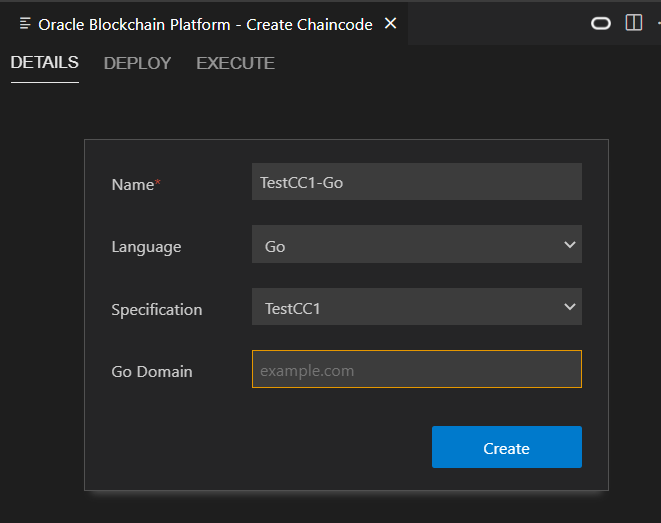 Oracle Blockchain Platform - Create Chaincode
DETAILS DEPLOY EXECUTE
Name* TestCC1-Go
Language Go
Specification TestCC1
Go Domain example.com
Create